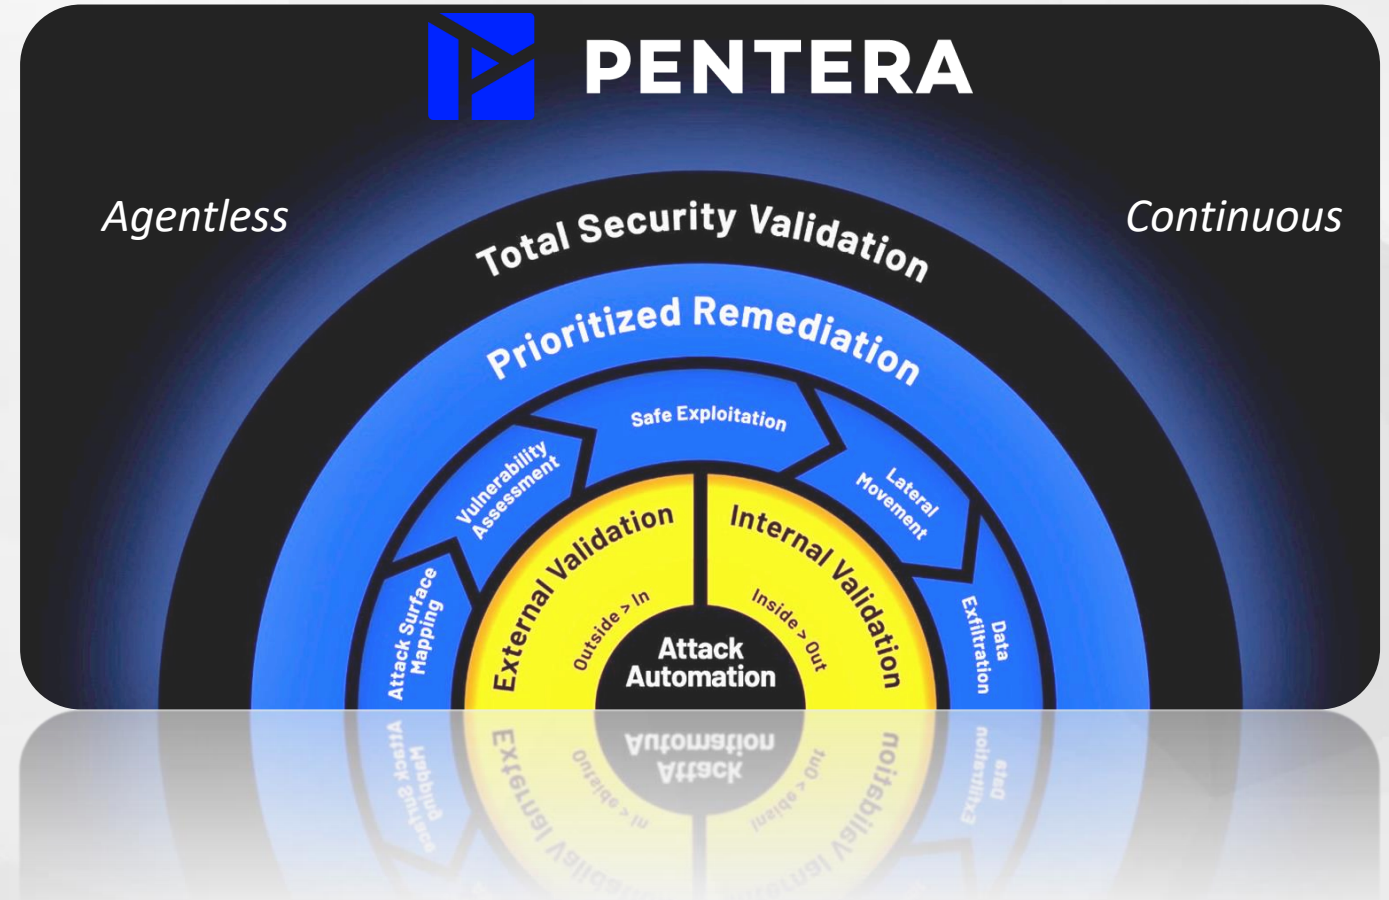 PENTERA
Agentless
Continuous
Total Security Validation
Prioritized Remediation
Attack Surface
Mapping
Vulnerability
Assessment
Safe Exploitation
Lateral
Movement
Data
Exfiltration
External Validation
Outside > In
Internal Validation
Inside > Out
Attack
Automation